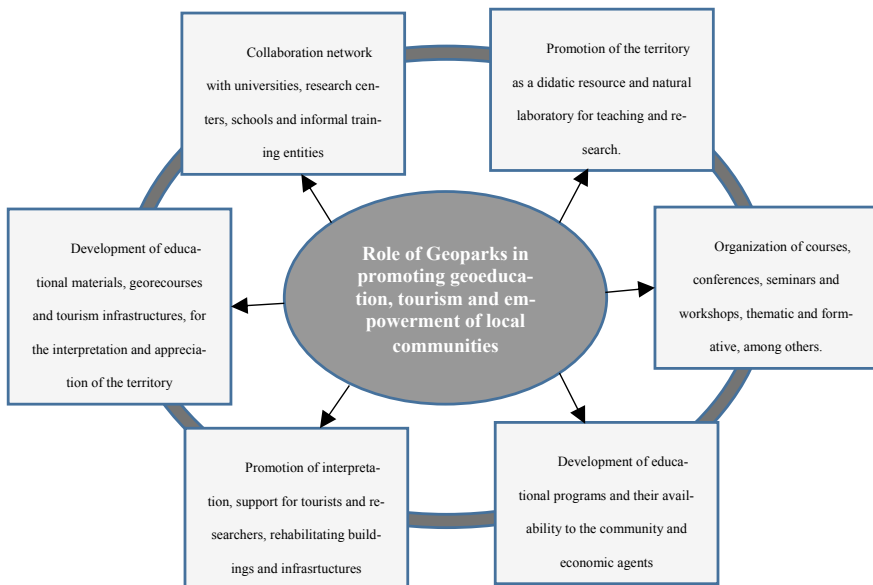 Collaboration network
with universities, research cen-
ters, schools and informal train-
ing entities
Promotion of the territory
as a didatic resource and natural
laboratory for teaching and re-
search.
Role of Geoparks in
promoting geoeduca-
tion, tourism and em-
powerment of local
communities
Development of educa-
tional materials, georecourses
and tourism infrastructures, for
the interpretation and apprecia-
tion of the territory
Organization of courses,
conferences, seminars and
workshops, thematic and form-
ative, among others.
Promotion of interpreta-
tion, support for tourists and re-
searchers, rehabilitating build-
ings and infrasrtuctures
Development of educa-
tional programs and their avail-
ability to the community and
economic agents